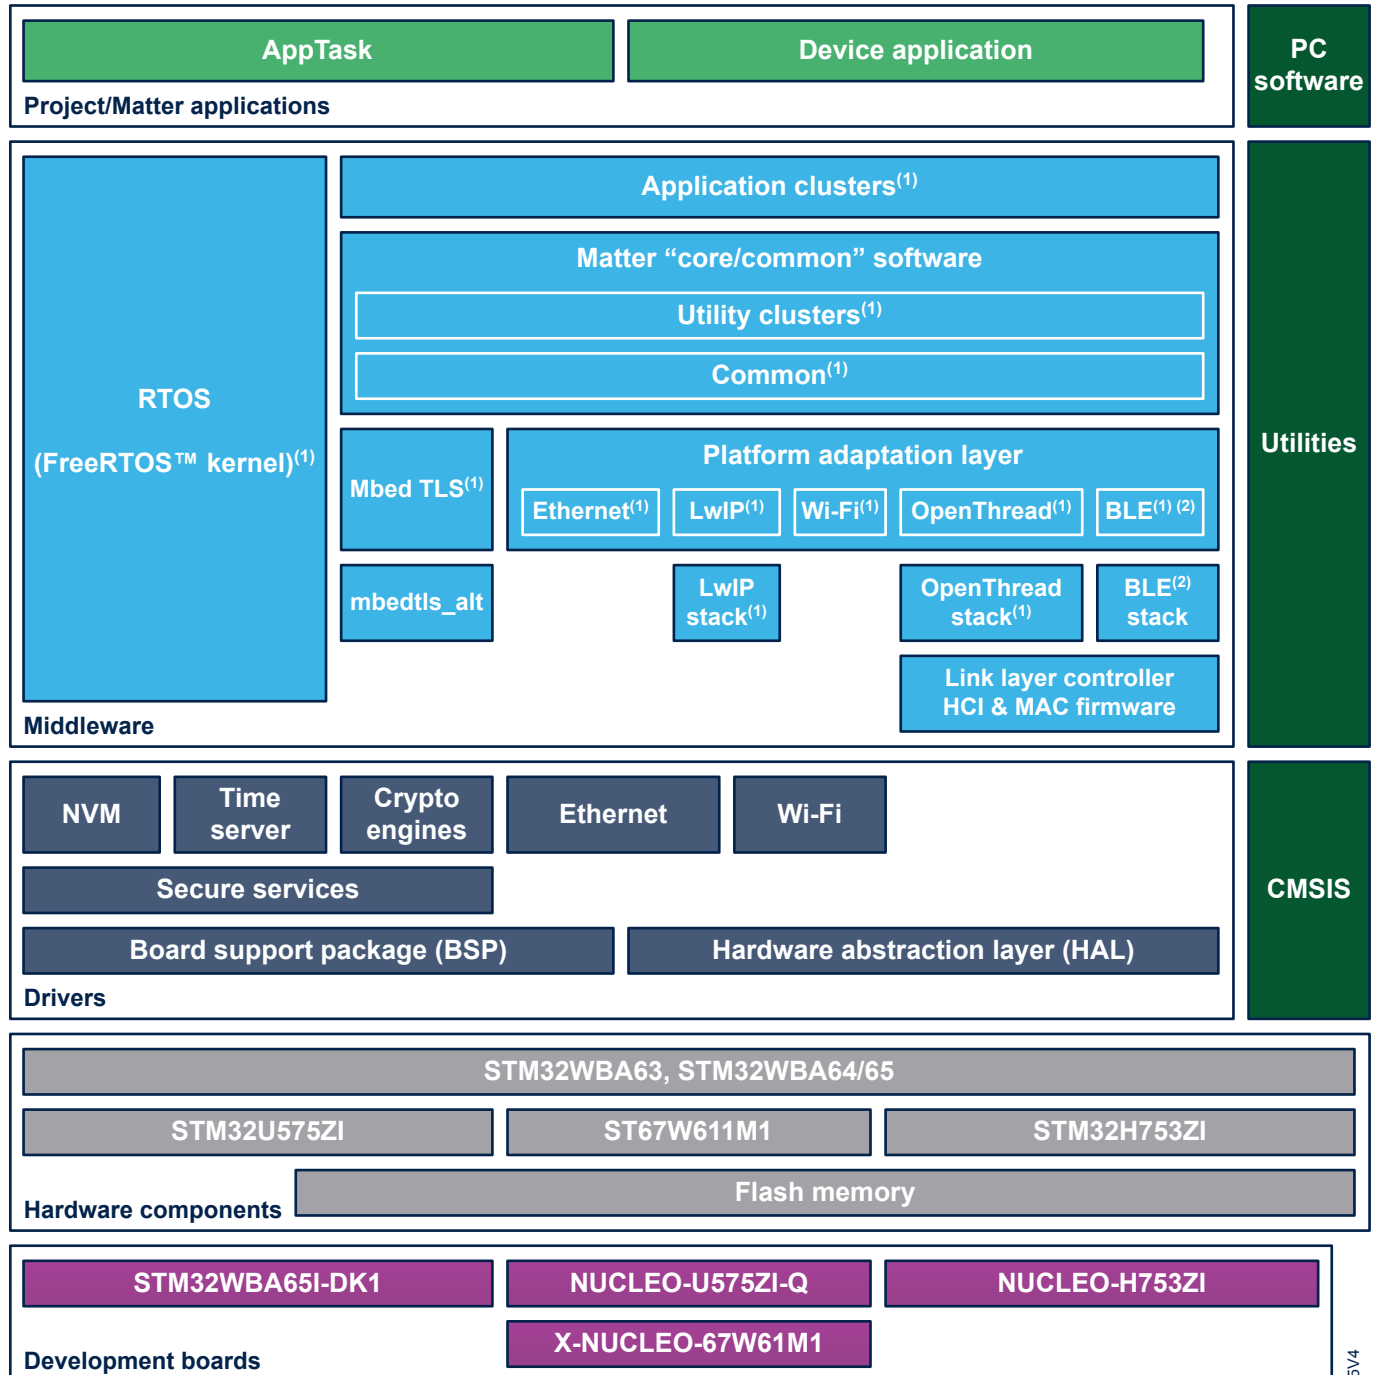 AppTask
Device application
Project/Matter applications
PC
software
RTOS
(FreeRTOS™ kernel)(1)
Application clusters(1)
Matter “core/common” software
Utility clusters(1)
Common(1)
Mbed TLS(1)
Platform adaptation layer
Ethernet(1)
LwIP(1)
Wi-Fi(1)
OpenThread(1)
BLE(1) (2)
mbedtls_alt
LwIP
stack(1)
OpenThread
stack(1)
BLE(2)
stack
Link layer controller
HCI & MAC firmware
Middleware
Utilities
NVM
Time
server
Crypto
engines
Ethernet
Wi-Fi
Secure services
Board support package (BSP)
Hardware abstraction layer (HAL)
Drivers
CMSIS
STM32WBA63, STM32WBA64/65
STM32U575ZI
ST67W611M1
STM32H753ZI
Flash memory
Hardware components
STM32WBA65I-DK1
NUCLEO-U575ZI-Q
NUCLEO-H753ZI
X-NUCLEO-67W61M1
Development boards